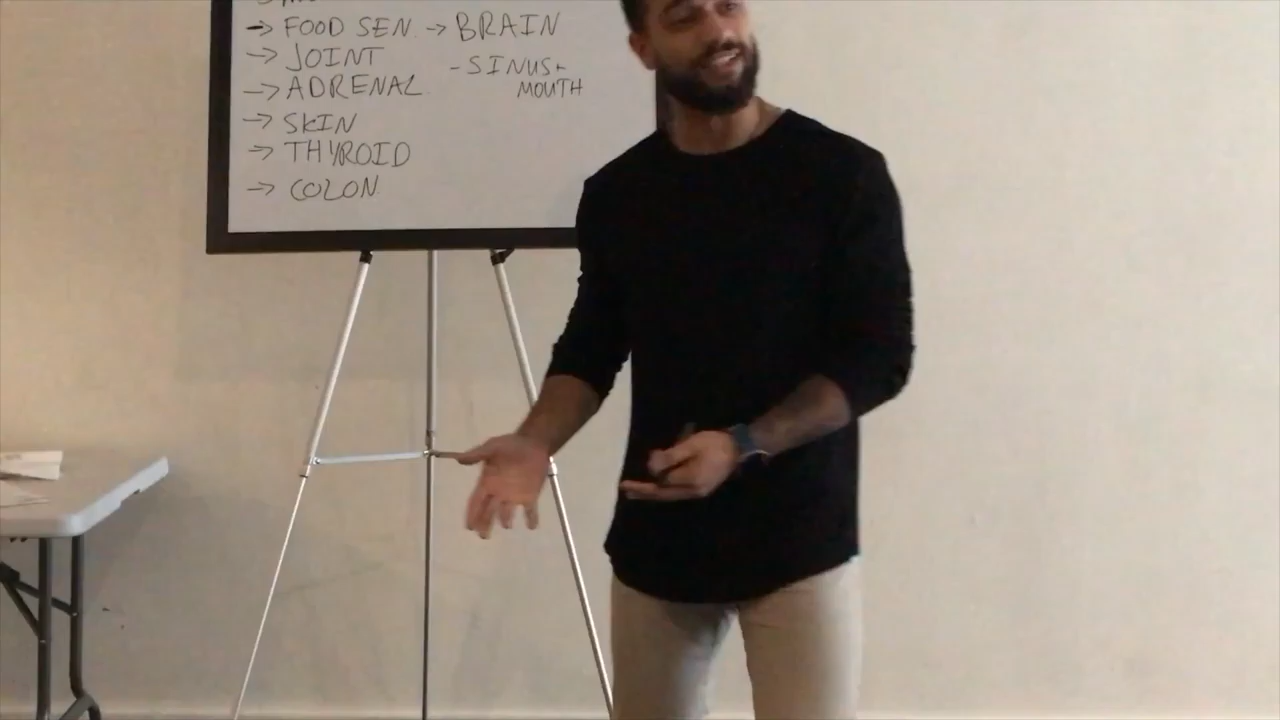 → FOOD SEN. → BRAIN
→ JOINT
- SINUS +
MOUTH
→ ADRENAL
→ SKIN
→ THYROID
→ COLON